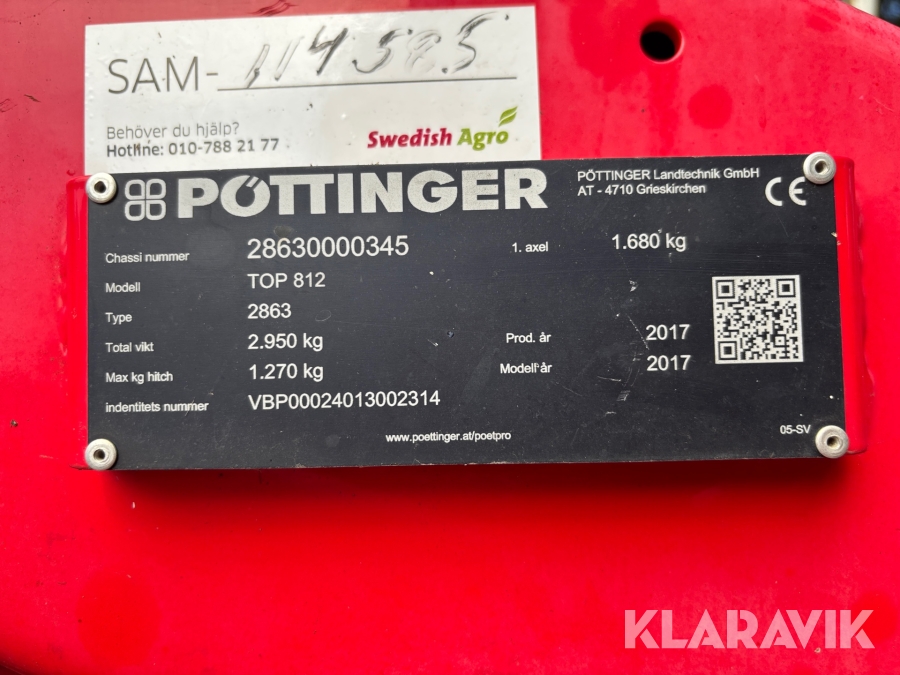 SAM- 114585
Behöver du hjälp?
Hotline: 010-788 21 77
Swedish Agro
PÖTTINGER
PÖTTINGER Landtechnik GmbH
AT - 4710 Grieskirchen
CE
Chassi nummer 28630000345 1. axel 1.680 kg
Modell TOP 812
Type 2863
Total vikt 2.950 kg Prod. år 2017
Max kg hitch 1.270 kg Modell år 2017
indentitets nummer VBP00024013002314
www.poettinger.at/poetpro
05-SV
KLARAVIK